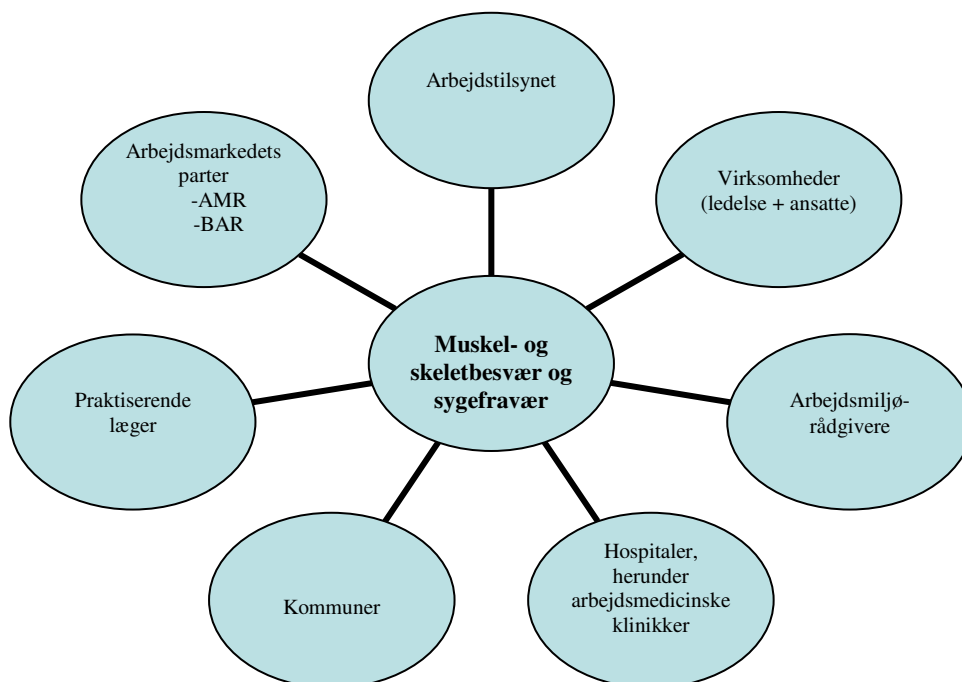 Arbejdstilsynet
Arbejdsmarkedets
parter
-AMR
-BAR
Virksomheder
(ledelse + ansatte)
Muskel- og
skeletbesvær og
sygefravær
Praktiserende
læger
Arbejdsmiljø-
rådgivere
Kommuner
Hospitaler,
herunder
arbejdsmedicinske
klinikker